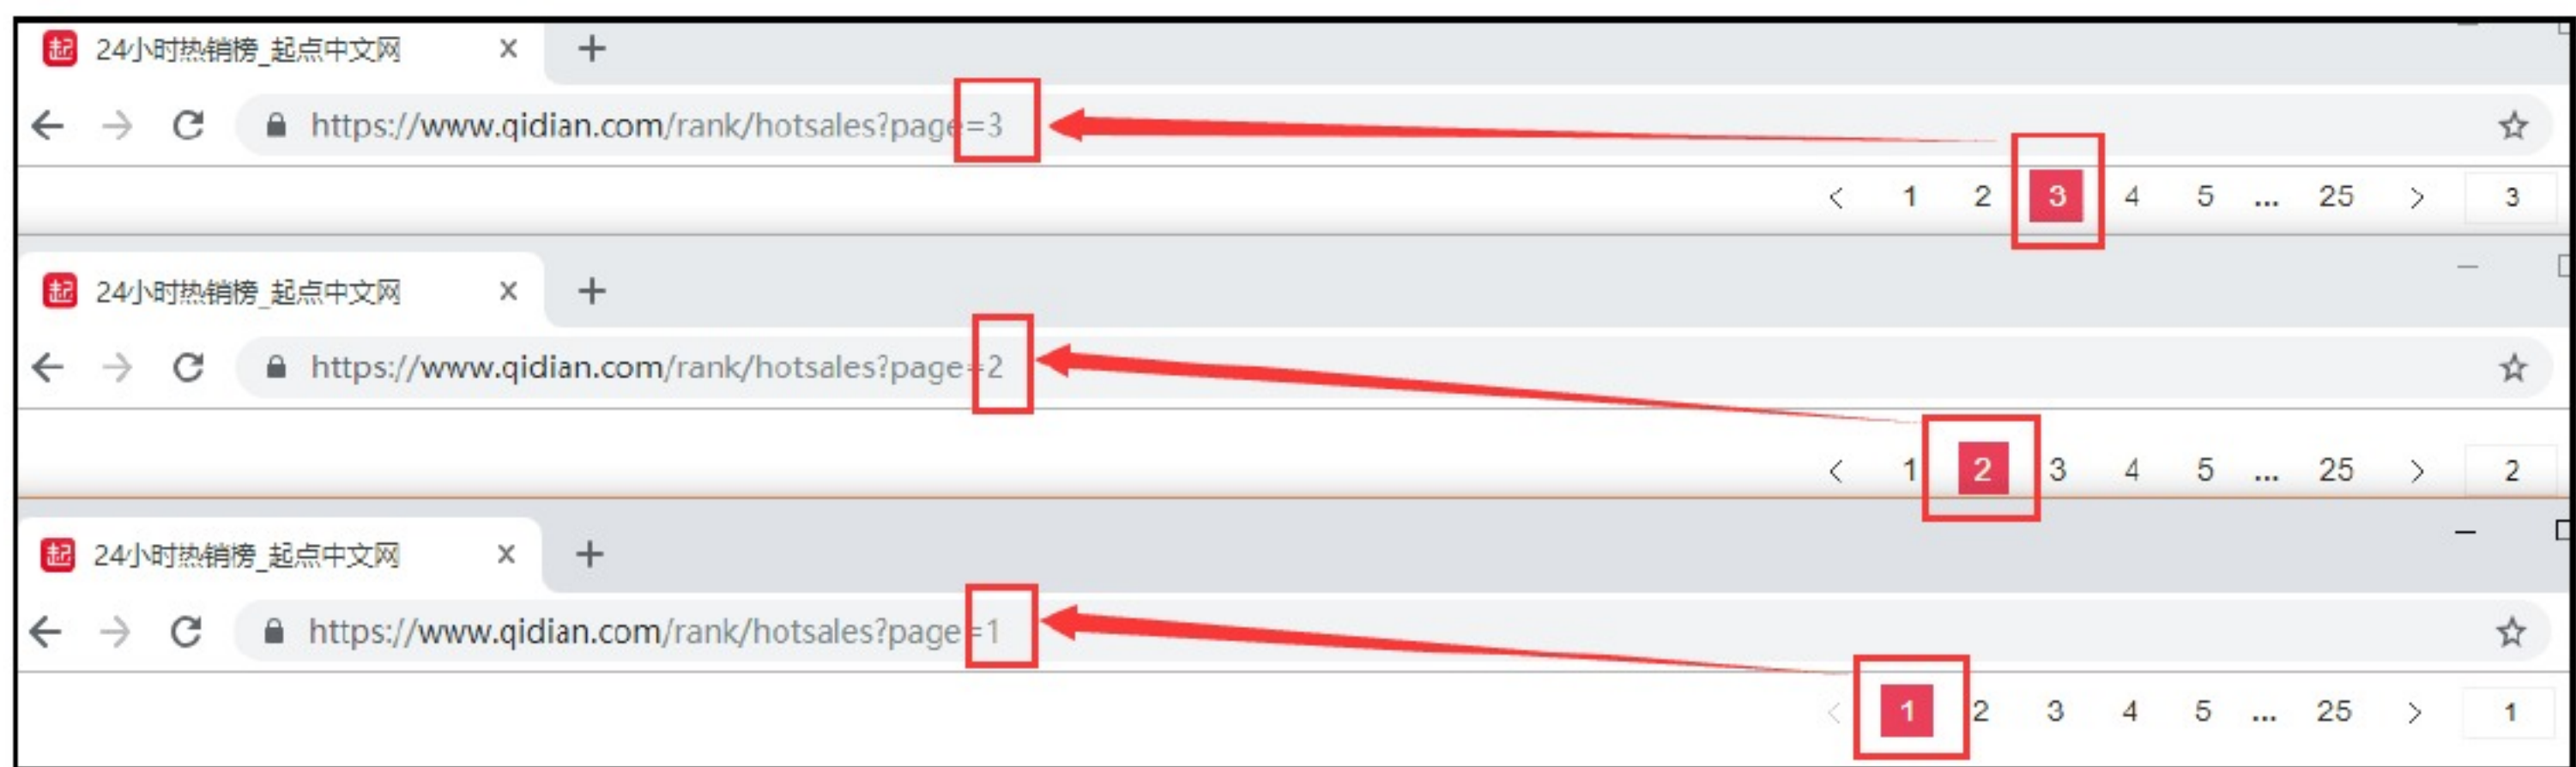 起 24小时热销榜_起点中文网 × +
https://www.qidian.com/rank/hotsales?page=3
< 1 2 3 4 5 ... 25 > 3
起 24小时热销榜_起点中文网 × +
https://www.qidian.com/rank/hotsales?page=2
< 1 2 3 4 5 ... 25 > 2
起 24小时热销榜_起点中文网 × +
https://www.qidian.com/rank/hotsales?page=1
< 1 2 3 4 5 ... 25 > 1